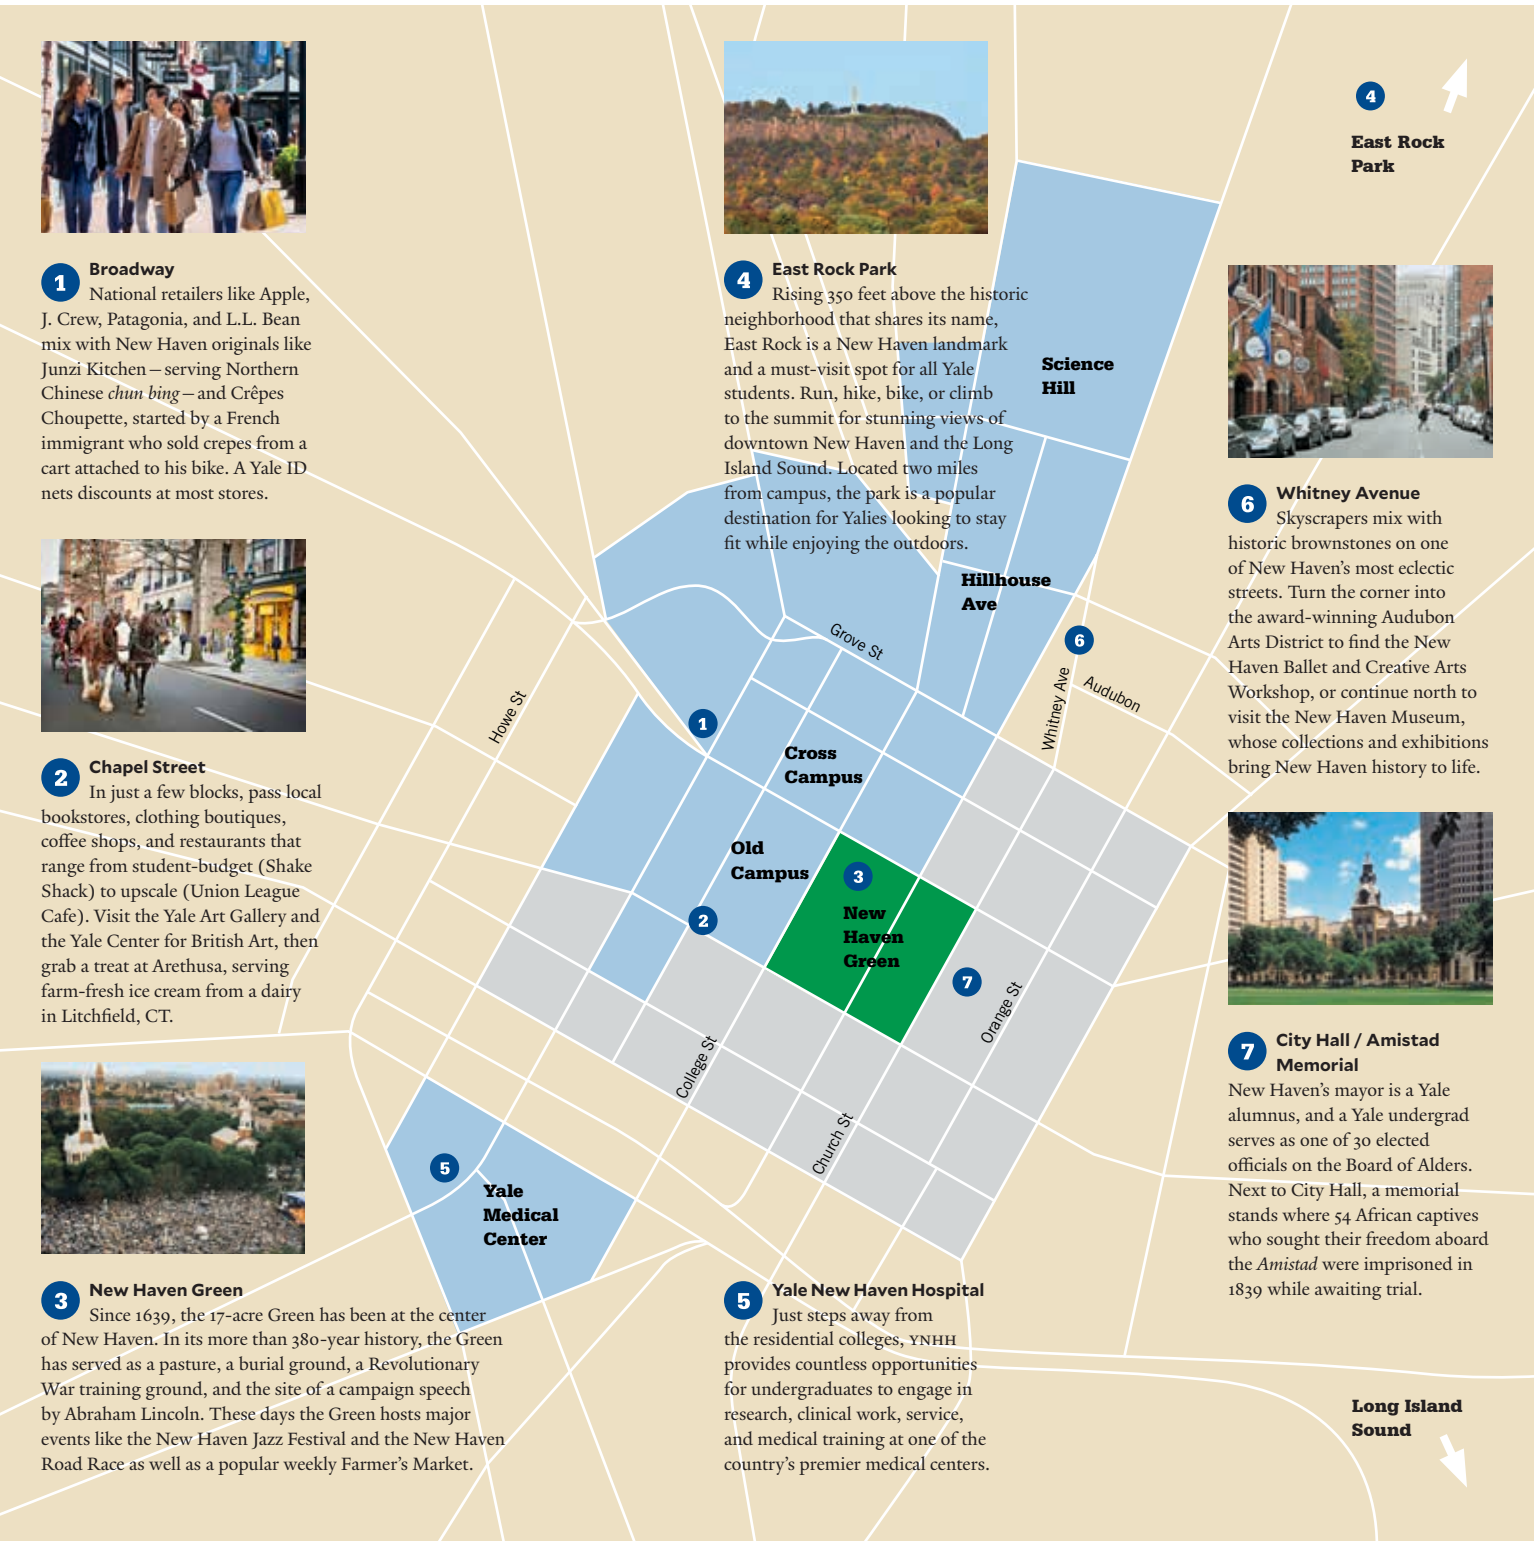 1
Broadway
National retailers like Apple,
J. Crew, Patagonia, and L.L. Bean
mix with New Haven originals like
Junzi Kitchen – serving Northern
Chinese chun bing – and Crêpes
Choupette, started by a French
immigrant who sold crepes from a
cart attached to his bike. A Yale ID
nets discounts at most stores.
2
Chapel Street
In just a few blocks, pass local
bookstores, clothing boutiques,
coffee shops, and restaurants that
range from student-budget (Shake
Shack) to upscale (Union League
Cafe). Visit the Yale Art Gallery and
the Yale Center for British Art, then
grab a treat at Arethusa, serving
farm-fresh ice cream from a dairy
in Litchfield, CT.
3
New Haven Green
Since 1639, the 17-acre Green has been at the center
of New Haven. In its more than 380-year history, the Green
has served as a pasture, a burial ground, a Revolutionary
War training ground, and the site of a campaign speech
by Abraham Lincoln. These days the Green hosts major
events like the New Haven Jazz Festival and the New Haven
Road Race as well as a popular weekly Farmer's Market.
4
East Rock Park
Rising 350 feet above the historic
neighborhood that shares its name,
East Rock is a New Haven landmark
and a must-visit spot for all Yale
students. Run, hike, bike, or climb
to the summit for stunning views of
downtown New Haven and the Long
Island Sound. Located two miles
from campus, the park is a popular
destination for Yalies looking to stay
fit while enjoying the outdoors.
5
Yale New Haven Hospital
Just steps away from
the residential colleges, YNHH
provides countless opportunities
for undergraduates to engage in
research, clinical work, service,
and medical training at one of the
country's premier medical centers.
6
Whitney Avenue
Skyscrapers mix with
historic brownstones on one
of New Haven's most eclectic
streets. Turn the corner into
the award-winning Audubon
Arts District to find the New
Haven Ballet and Creative Arts
Workshop, or continue north to
visit the New Haven Museum,
whose collections and exhibitions
bring New Haven history to life.
7
City Hall / Amistad
Memorial
New Haven's mayor is a Yale
alumnus, and a Yale undergrad
serves as one of 30 elected
officials on the Board of Alders.
Next to City Hall, a memorial
stands where 54 African captives
who sought their freedom aboard
the Amistad were imprisoned in
1839 while awaiting trial.
4
East Rock
Park
Science
Hill
Hillhouse
Ave
6
Grove St
Whitney Ave
Audubon
Howe St
1
Cross
Campus
Old
Campus
3
New
Haven
Green
2
7
Orange St
College St
Church St
5
Yale
Medical
Center
Long Island
Sound